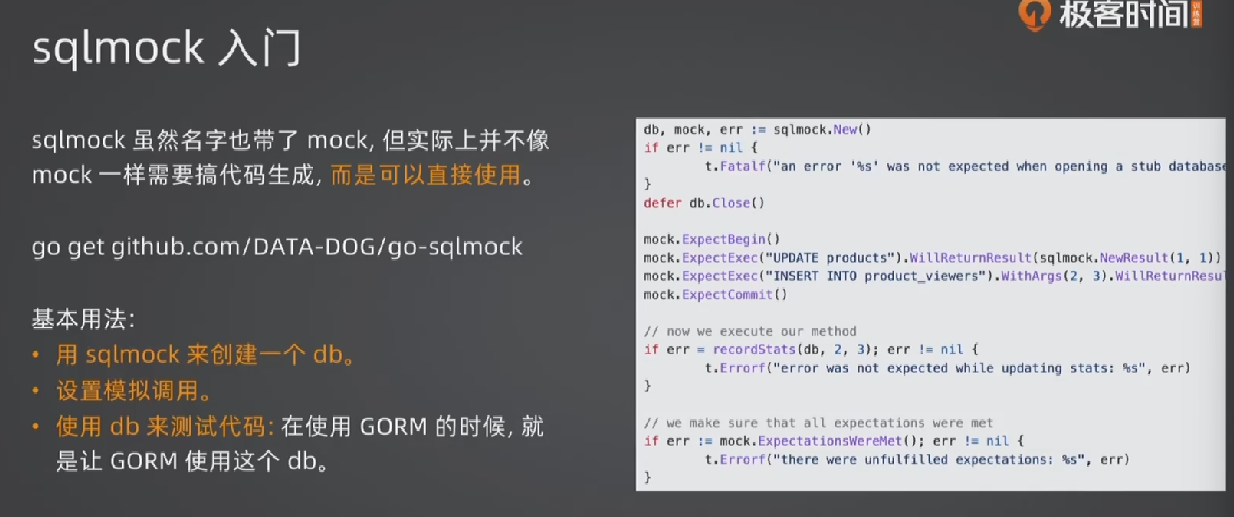 极客时间
训练营
sqlmock 入门
sqlmock 虽然名字也带了 mock, 但实际上并不像
mock 一样需要搞代码生成, 而是可以直接使用。
go get github.com/DATA-DOG/go-sqlmock
基本用法:
• 用 sqlmock 来创建一个 db。
• 设置模拟调用。
• 使用 db 来测试代码: 在使用 GORM 的时候, 就
是让 GORM 使用这个 db。
db, mock, err := sqlmock.New()
if err != nil {
t.Fatalf("an error '%s' was not expected when opening a stub database
}
defer db.Close()
mock.ExpectBegin()
mock.ExpectExec("UPDATE products").WillReturnResult(sqlmock.NewResult(1, 1))
mock.ExpectExec("INSERT INTO product_viewers").WithArgs(2, 3).WillReturnResul
mock.ExpectCommit()
// now we execute our method
if err = recordStats(db, 2, 3); err != nil {
t.Errorf("error was not expected while updating stats: %s", err)
}
// we make sure that all expectations were met
if err := mock.ExpectationsWereMet(); err != nil {
t.Errorf("there were unfulfilled expectations: %s", err)
}